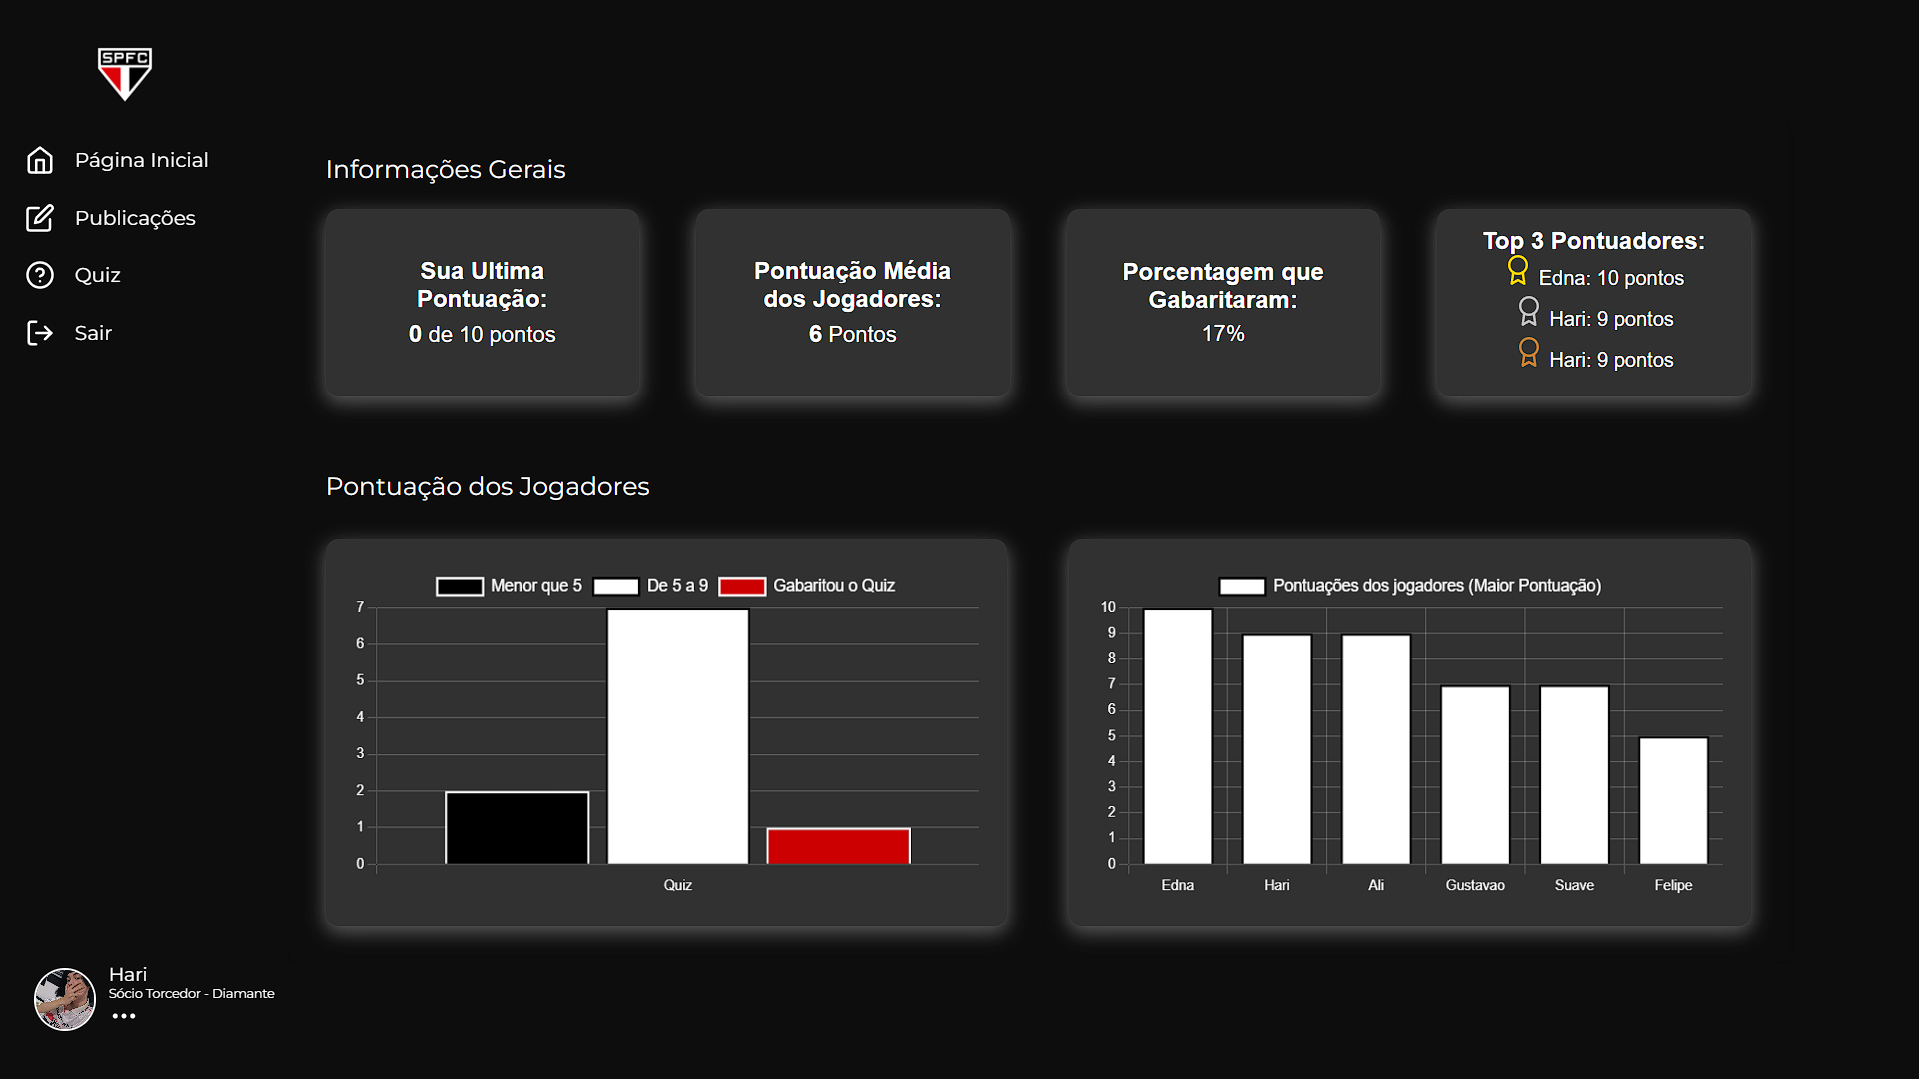 SPFC
Página Inicial
Publicações
Quiz
Sair
Informações Gerais
Sua Ultima
Pontuação:
0 de 10 pontos
Pontuação Média
dos Jogadores:
6 Pontos
Porcentagem que
Gabaritaram:
17%
Top 3 Pontuadores:
Edna: 10 pontos
Hari: 9 pontos
Hari: 9 pontos
Pontuação dos Jogadores
Menor que 5 De 5 a 9 Gabaritou o Quiz
7
6
5
4
3
2
1
0
Quiz
Pontuações dos jogadores (Maior Pontuação)
10
9
8
7
6
5
4
3
2
1
0
Edna Hari Ali Gustavao Suave Felipe
Hari
Sócio Torcedor - Diamante